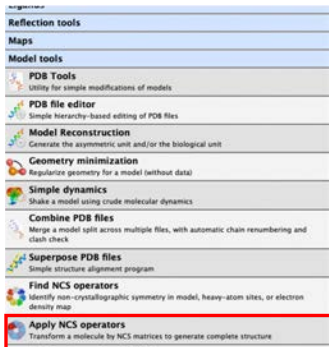 Ligands
Reflection tools
Maps
Model tools
PDB Tools
Utility for simple modifications of models
PDB file editor
Simple hierarchy-based editing of PDB files
Model Reconstruction
Generate the asymmetric unit and/or the biological unit
Geometry minimization
Regularize geometry for a model (without data)
Simple dynamics
Shake a model using crude molecular dynamics
Combine PDB files
Merge a model split across multiple files, with automatic chain renumbering and
clash check
Superpose PDB files
Simple structure alignment program
Find NCS operators
Identify non-crystallographic symmetry in model, heavy-atom sites, or electron
density map
Apply NCS operators
Transform a molecule by NCS matrices to generate complete structure